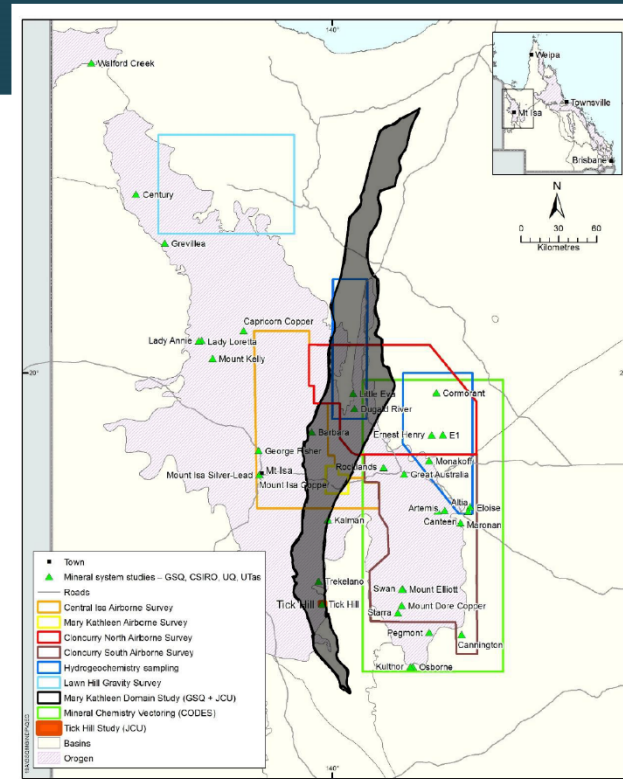 140°
Walford Creek
Weipa
Townsville
Mt Isa
Brisbane
N
0 15 30 60
Kilometres
Century
Grevillea
Capricorn Copper
Lady Annie
Lady Loretta
Mount Kelly
20°
20°
Little Eva
Cormorant
Dugald River
Barbara
Ernest Henry
E1
George Fisher
Monakoff
Rocklands
Mt Isa
Mount Isa Silver-Lead
Great Australia
Mount Isa Copper
Altia
Eloise
Artemis
Canteen
Maronan
Kalman
Trekelano
Swan
Mount Elliott
Tick Hill
Tick Hill
Mount Dore Copper
Starra
Pegmont
Cannington
Kulthor
Osborne
Town
Mineral system studies – GSQ, CSIRO, UQ, UTas
Roads
Central Isa Airborne Survey
Mary Kathleen Airborne Survey
Cloncurry North Airborne Survey
Cloncurry South Airborne Survey
Hydrogeochemistry sampling
Lawn Hill Gravity Survey
Mary Kathleen Domain Study (GSQ + JCU)
Mineral Chemistry Vectoring (CODES)
Tick Hill Study (JCU)
Basins
Orogen
140°